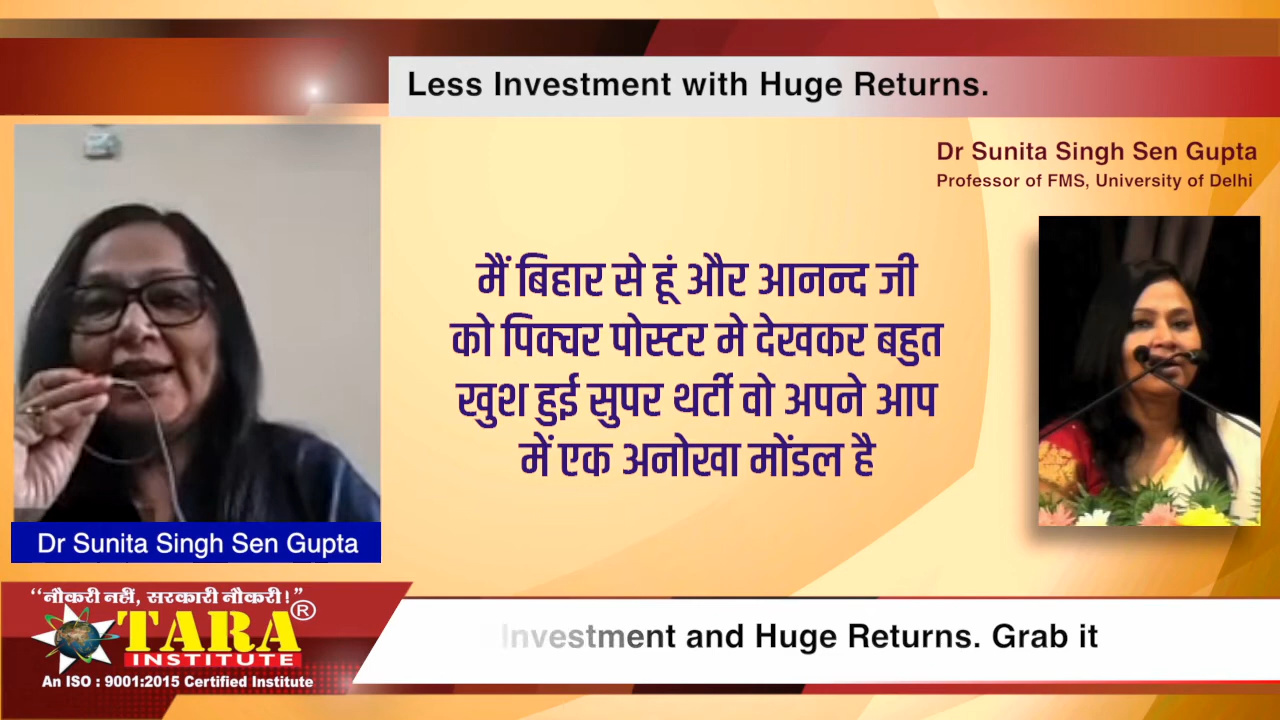 Less Investment with Huge Returns.
Dr Sunita Singh Sen Gupta
Professor of FMS, University of Delhi
मैं बिहार से हूं और आनन्द जी
को पिक्चर पोस्टर मे देखकर बहुत
खुश हुई सुपर थर्टी वो अपने आप
में एक अनोखा मोंडल है
Dr Sunita Singh Sen Gupta
“नौकरी नहीं, सरकारी नौकरी!”
TARA®
INSTITUTE
An ISO : 9001:2015 Certified Institute
Investment and Huge Returns. Grab it